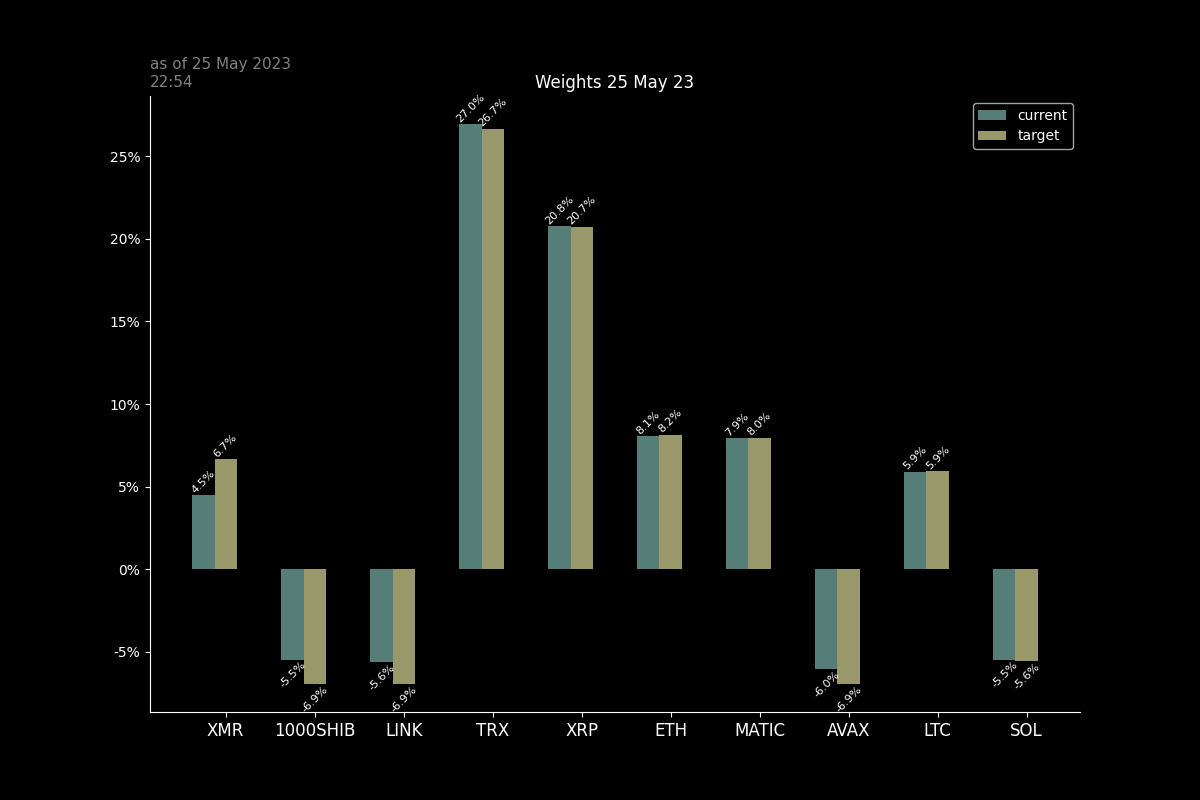 as of 25 May 2023
22:54
Weights 25 May 23
current
target
27.0%
26.7%
20.8%
20.7%
8.1%
8.2%
7.9%
8.0%
5.9%
5.9%
4.5%
6.7%
-5.5%
-6.9%
-5.6%
-6.9%
-6.0%
-6.9%
-5.5%
-5.6%
25%
20%
15%
10%
5%
0%
-5%
XMR
1000SHIB
LINK
TRX
XRP
ETH
MATIC
AVAX
LTC
SOL